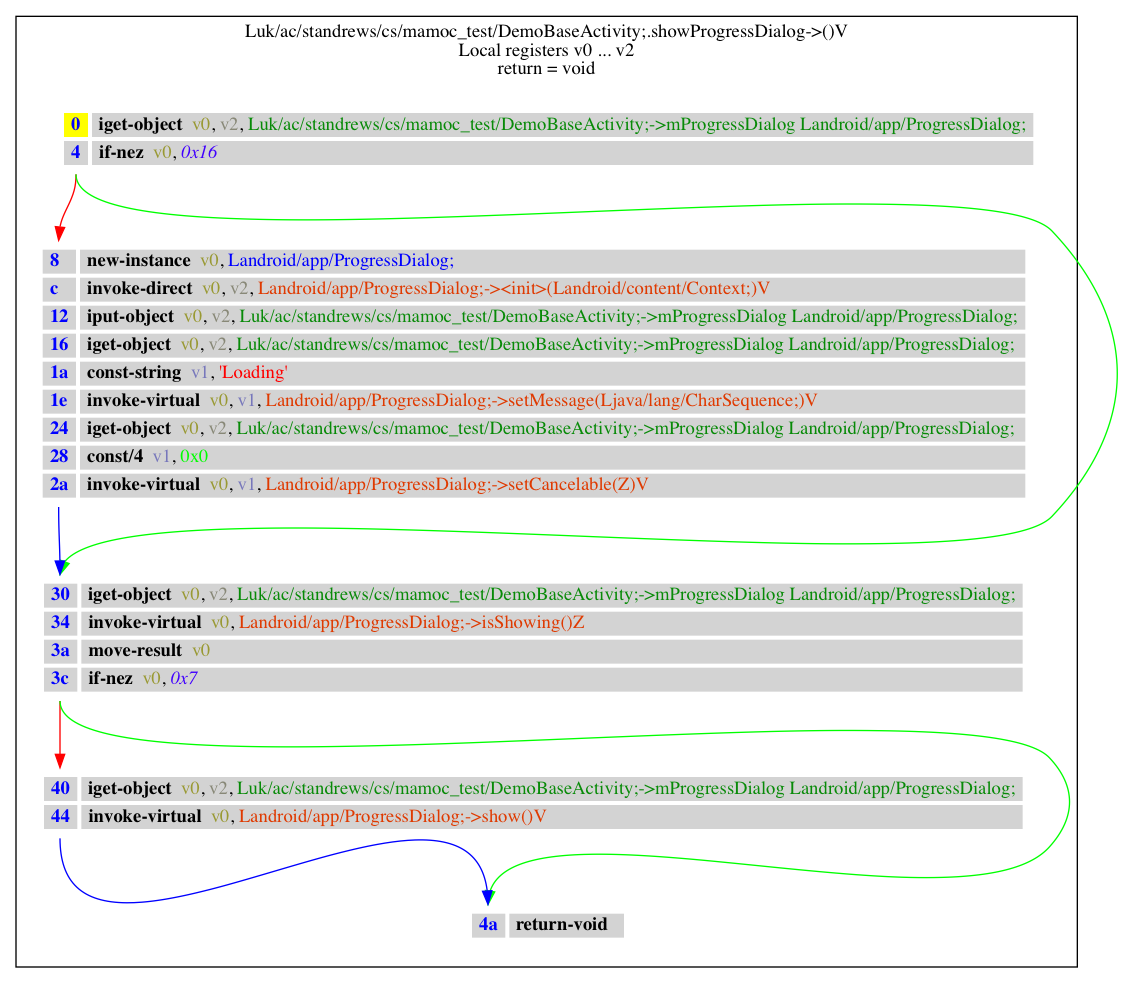 Luk/ac/standrews/cs/mamoc_test/DemoBaseActivity;.showProgressDialog->()V
Local registers v0 ... v2
return = void
0 iget-object v0, v2, Luk/ac/standrews/cs/mamoc_test/DemoBaseActivity;->mProgressDialog Landroid/app/ProgressDialog;
4 if-nez v0, 0x16
8 new-instance v0, Landroid/app/ProgressDialog;
c invoke-direct v0, v2, Landroid/app/ProgressDialog;-><init>(Landroid/content/Context;)V
12 iput-object v0, v2, Luk/ac/standrews/cs/mamoc_test/DemoBaseActivity;->mProgressDialog Landroid/app/ProgressDialog;
16 iget-object v0, v2, Luk/ac/standrews/cs/mamoc_test/DemoBaseActivity;->mProgressDialog Landroid/app/ProgressDialog;
1a const-string v1, 'Loading'
1e invoke-virtual v0, v1, Landroid/app/ProgressDialog;->setMessage(Ljava/lang/CharSequence;)V
24 iget-object v0, v2, Luk/ac/standrews/cs/mamoc_test/DemoBaseActivity;->mProgressDialog Landroid/app/ProgressDialog;
28 const/4 v1, 0x0
2a invoke-virtual v0, v1, Landroid/app/ProgressDialog;->setCancelable(Z)V
30 iget-object v0, v2, Luk/ac/standrews/cs/mamoc_test/DemoBaseActivity;->mProgressDialog Landroid/app/ProgressDialog;
34 invoke-virtual v0, Landroid/app/ProgressDialog;->isShowing()Z
3a move-result v0
3c if-nez v0, 0x7
40 iget-object v0, v2, Luk/ac/standrews/cs/mamoc_test/DemoBaseActivity;->mProgressDialog Landroid/app/ProgressDialog;
44 invoke-virtual v0, Landroid/app/ProgressDialog;->show()V
4a return-void